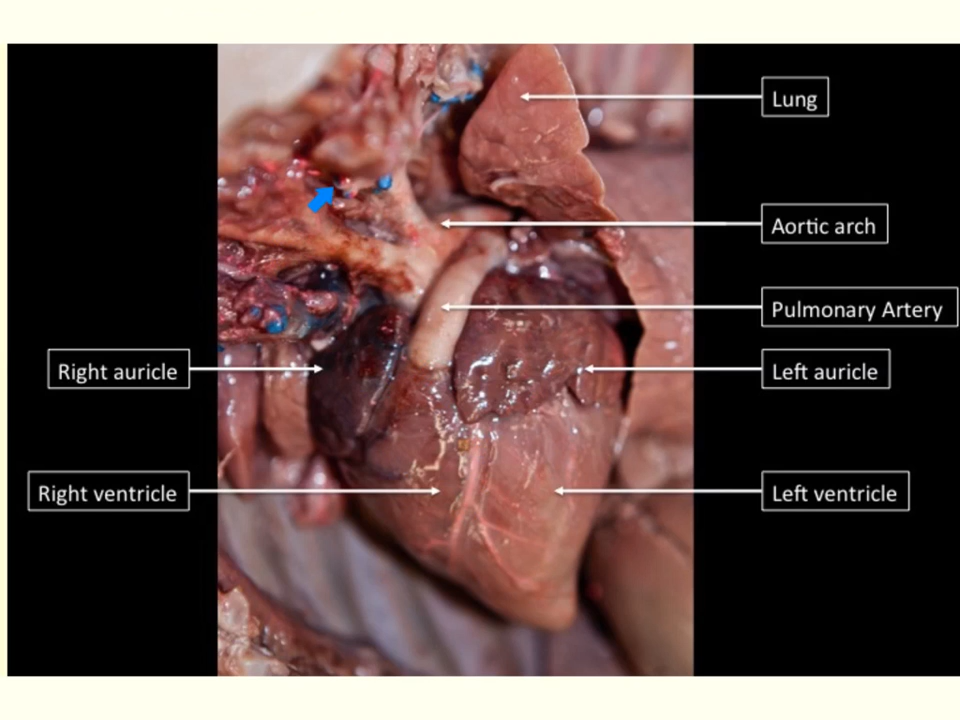 Lung
Aortic arch
Pulmonary Artery
Right auricle
Left auricle
Right ventricle
Left ventricle